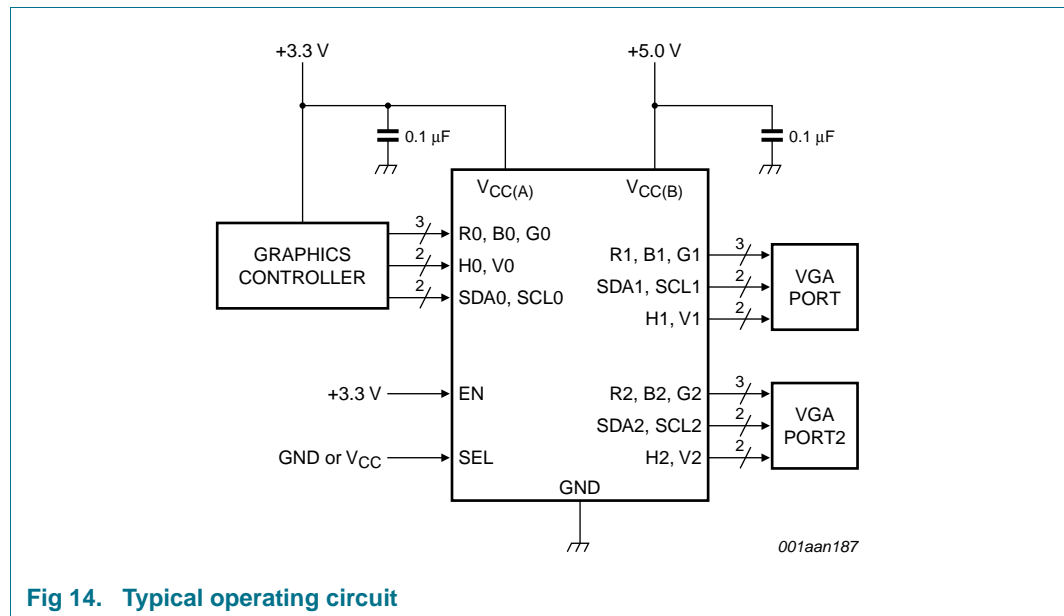 +3.3 V
+5.0 V
0.1 μF
0.1 μF
VCC(A)
VCC(B)
GRAPHICS
CONTROLLER
3
R0, B0, G0
2
H0, V0
2
SDA0, SCL0
R1, B1, G1
3
SDA1, SCL1
2
H1, V1
2
VGA
PORT
+3.3 V
EN
GND or VCC
SEL
R2, B2, G2
3
SDA2, SCL2
2
H2, V2
2
VGA
PORT2
GND
001aan187
Fig 14. Typical operating circuit